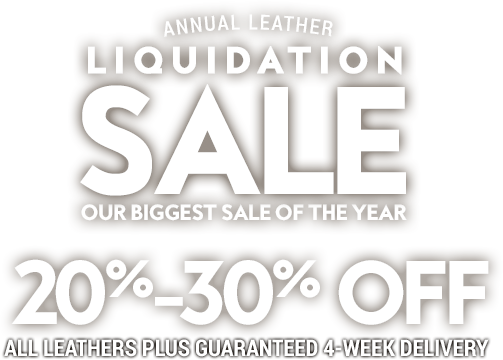 ANNUAL LEATHER
LIQUIDATION
SALE
OUR BIGGEST SALE OF THE YEAR
20%-30% OFF
ALL LEATHERS PLUS GUARANTEED 4-WEEK DELIVERY